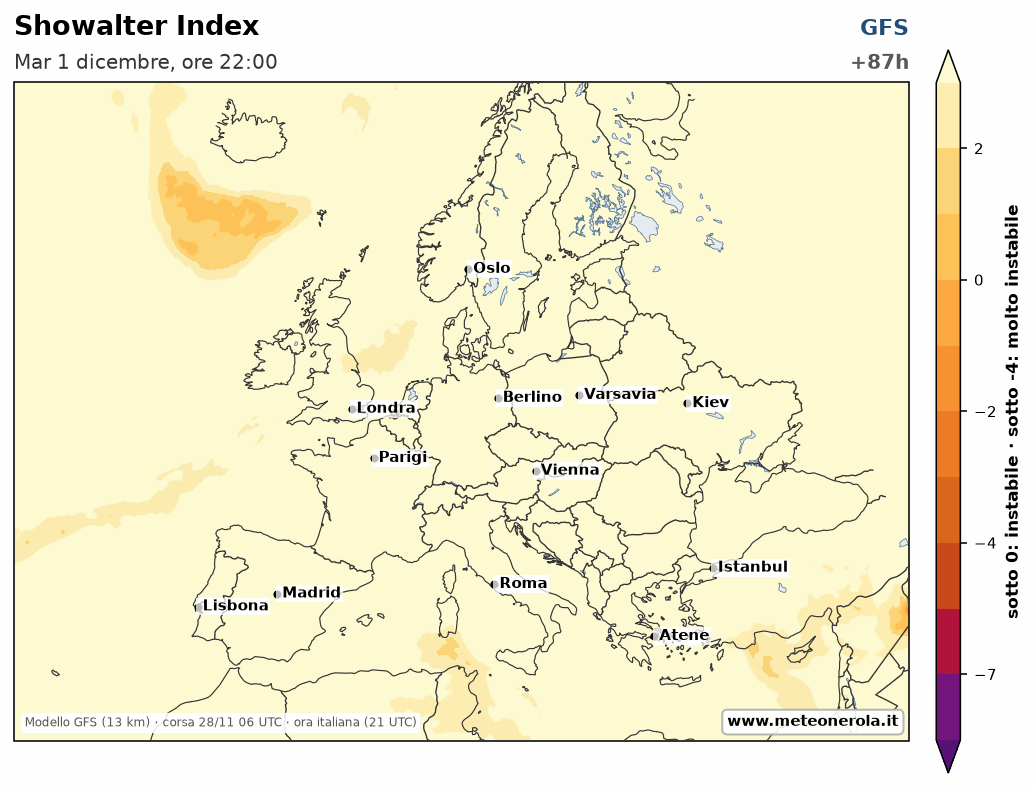 Showalter Index
GFS
Mar 1 dicembre, ore 22:00
+87h
Oslo
Londra
Berlino
Varsavia
Kiev
Parigi
Vienna
Istanbul
Roma
Madrid
Lisbona
Atene
Modello GFS (13 km) · corsa 28/11 06 UTC · ora italiana (21 UTC)
www.meteonerola.it
2
0
−2
−4
−7
sotto 0: instabile · sotto -4: molto instabile